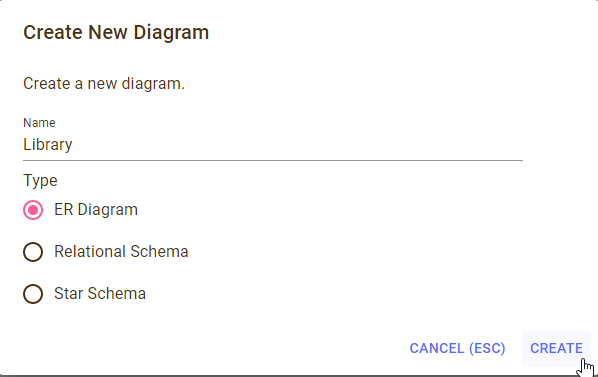 Create New Diagram
Create a new diagram.
Name
Library
Type
ER Diagram
Relational Schema
Star Schema
CANCEL (ESC) CREATE